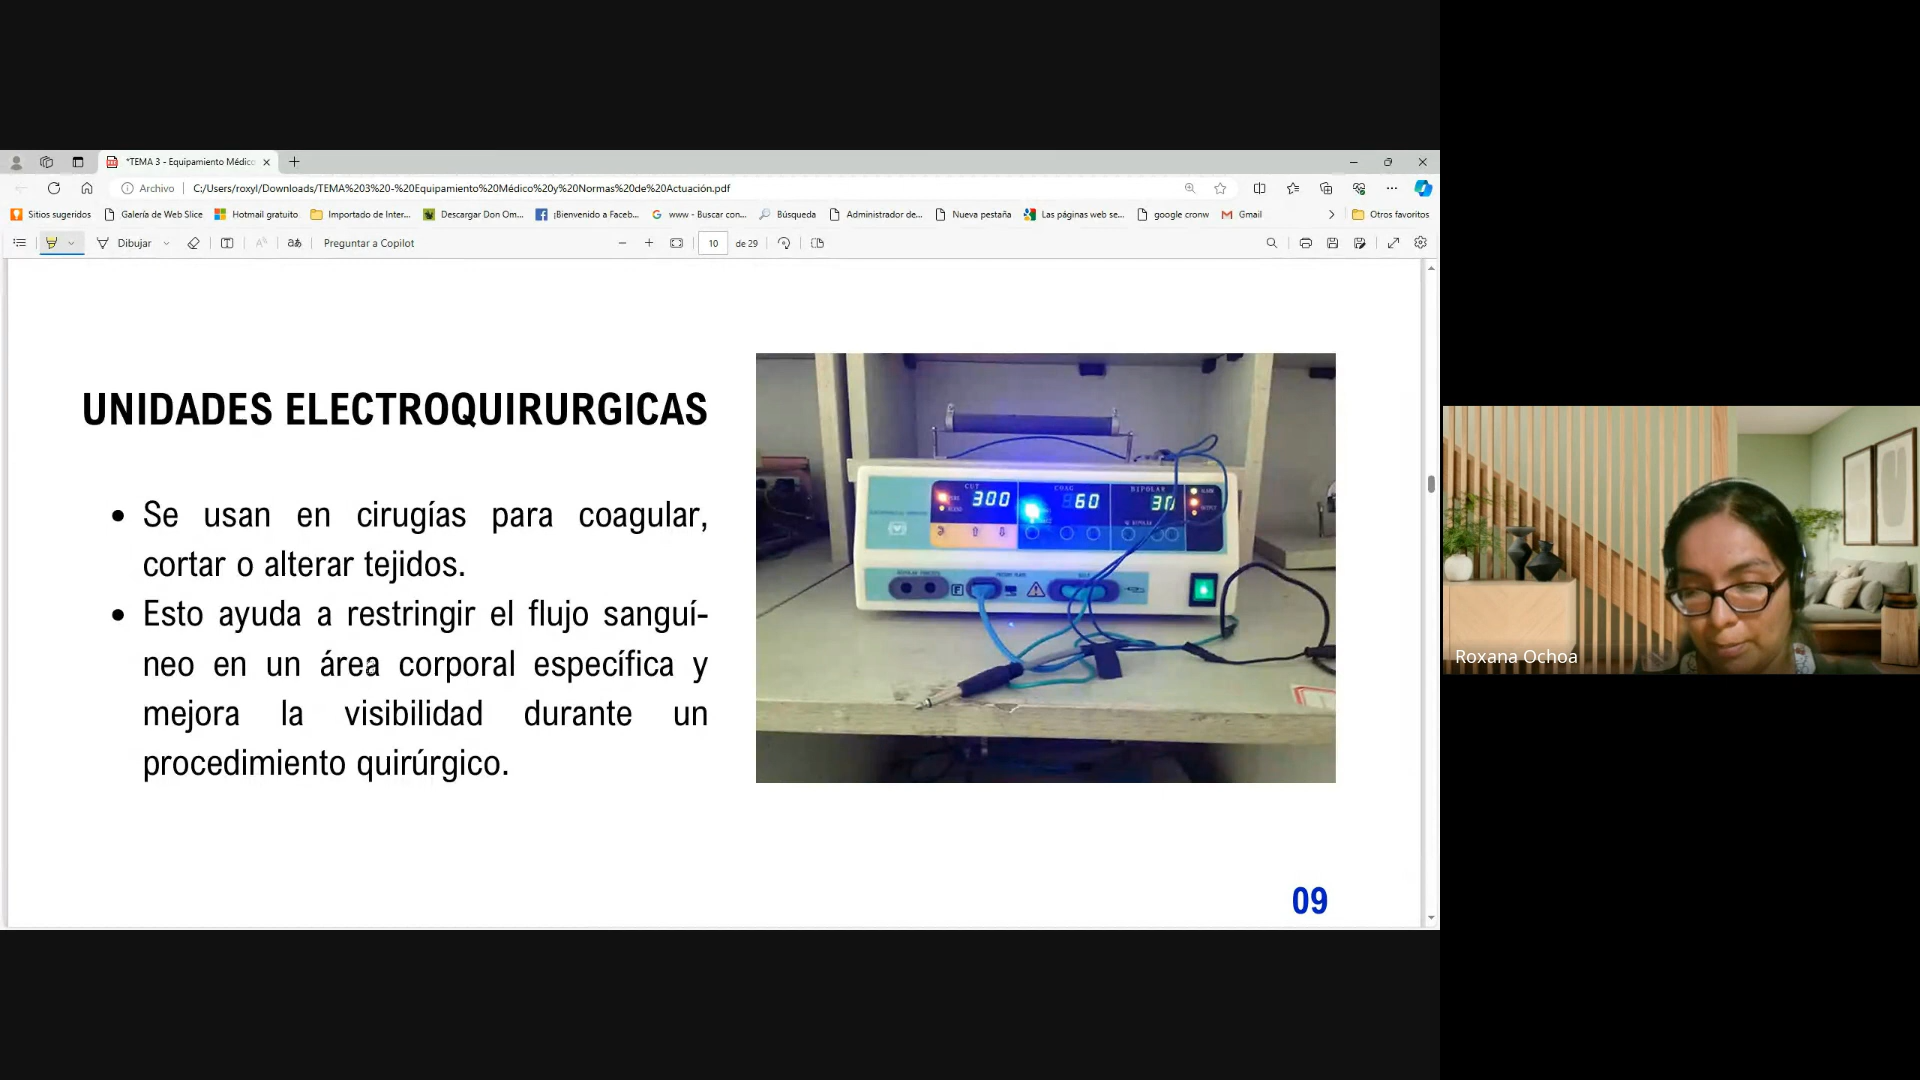 *TEMA 3 - Equipamiento Médico
Archivo
C:/Users/roxyl/Downloads/TEMA%203%20-%20Equipamiento%20Médico%20y%20Normas%20de%20Actuación.pdf
Sitios sugeridos
Galería de Web Slice
Hotmail gratuito
Importado de Inter...
Descargar Don Om...
¡Bienvenido a Faceb...
www - Buscar con...
Búsqueda
Administrador de...
Nueva pestaña
Las páginas web se...
google cronw
Gmail
Otros favoritos
Dibujar
Preguntar a Copilot
10
de 29
UNIDADES ELECTROQUIRURGICAS
• Se usan en cirugías para coagular,
cortar o alterar tejidos.
• Esto ayuda a restringir el flujo sanguí-
neo en un área corporal específica y
mejora la visibilidad durante un
procedimiento quirúrgico.
CUT
COAG
BIPOLAR
300
60
30
F
09
Roxana Ochoa